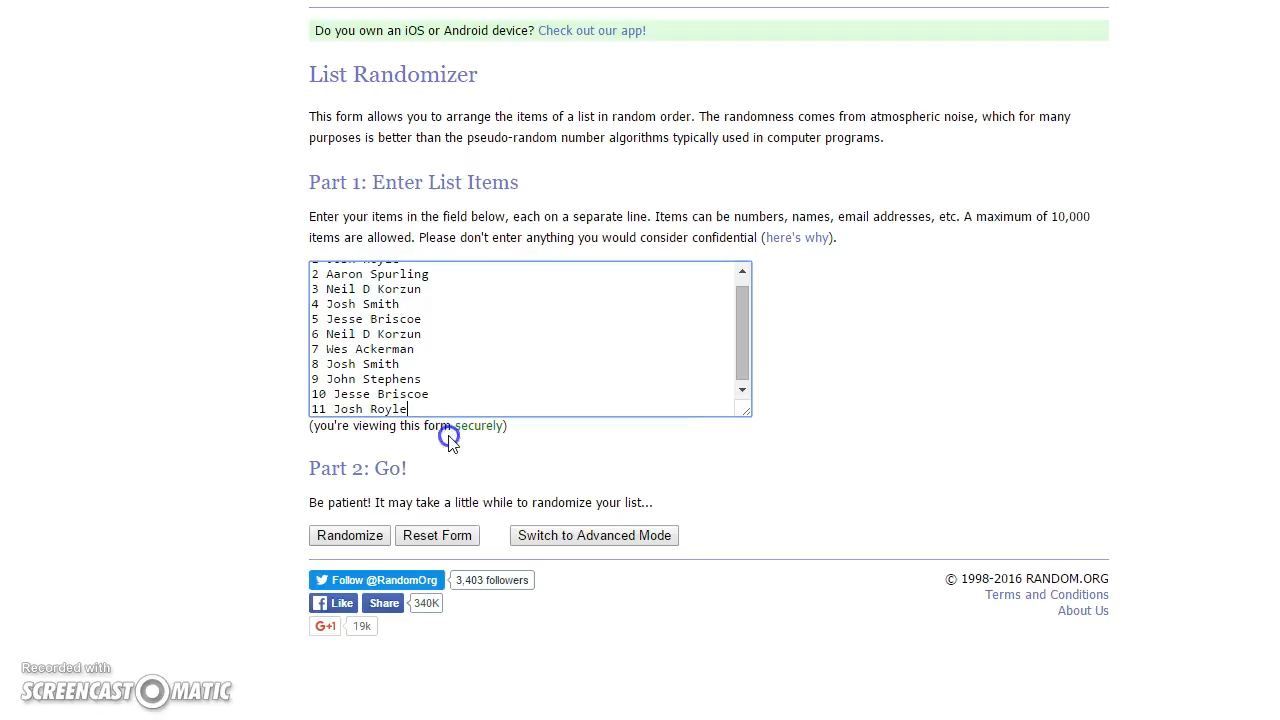 Do you own an iOS or Android device? Check out our app!
List Randomizer
This form allows you to arrange the items of a list in random order. The randomness comes from atmospheric noise, which for many
purposes is better than the pseudo-random number algorithms typically used in computer programs.
Part 1: Enter List Items
Enter your items in the field below, each on a separate line. Items can be numbers, names, email addresses, etc. A maximum of 10,000
items are allowed. Please don't enter anything you would consider confidential (here's why).
2 Aaron Spurling
3 Neil D Korzun
4 Josh Smith
5 Jesse Briscoe
6 Neil D Korzun
7 Wes Ackerman
8 Josh Smith
9 John Stephens
10 Jesse Briscoe
11 Josh Royle
(you're viewing this form securely)
Part 2: Go!
Be patient! It may take a little while to randomize your list...
Randomize Reset Form Switch to Advanced Mode
Follow @RandomOrg 3,403 followers
Like Share 340K
G+1 19k
© 1998-2016 RANDOM.ORG
Terms and Conditions
About Us
Recorded with
SCREENCAST-O-MATIC